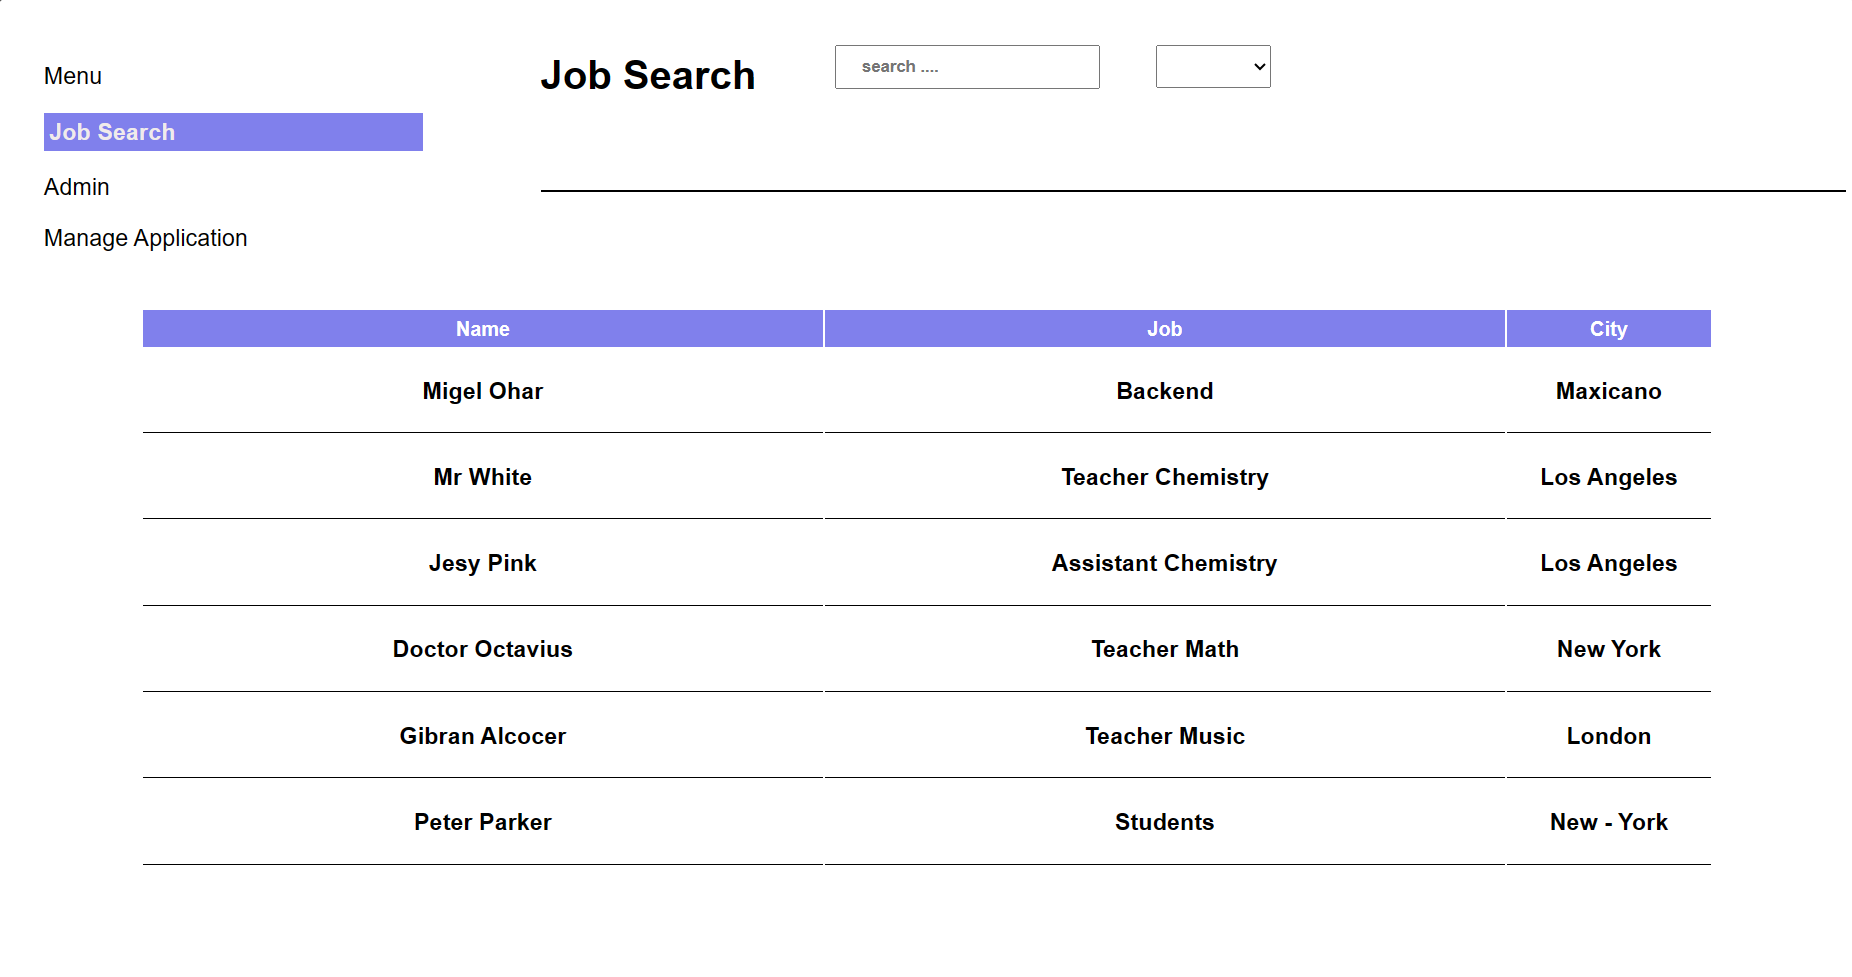 Menu
Job Search
Admin
Manage Application
Job Search
search ....
Name Job City
Migel Ohar Backend Maxicano
Mr White Teacher Chemistry Los Angeles
Jesy Pink Assistant Chemistry Los Angeles
Doctor Octavius Teacher Math New York
Gibran Alcocer Teacher Music London
Peter Parker Students New - York